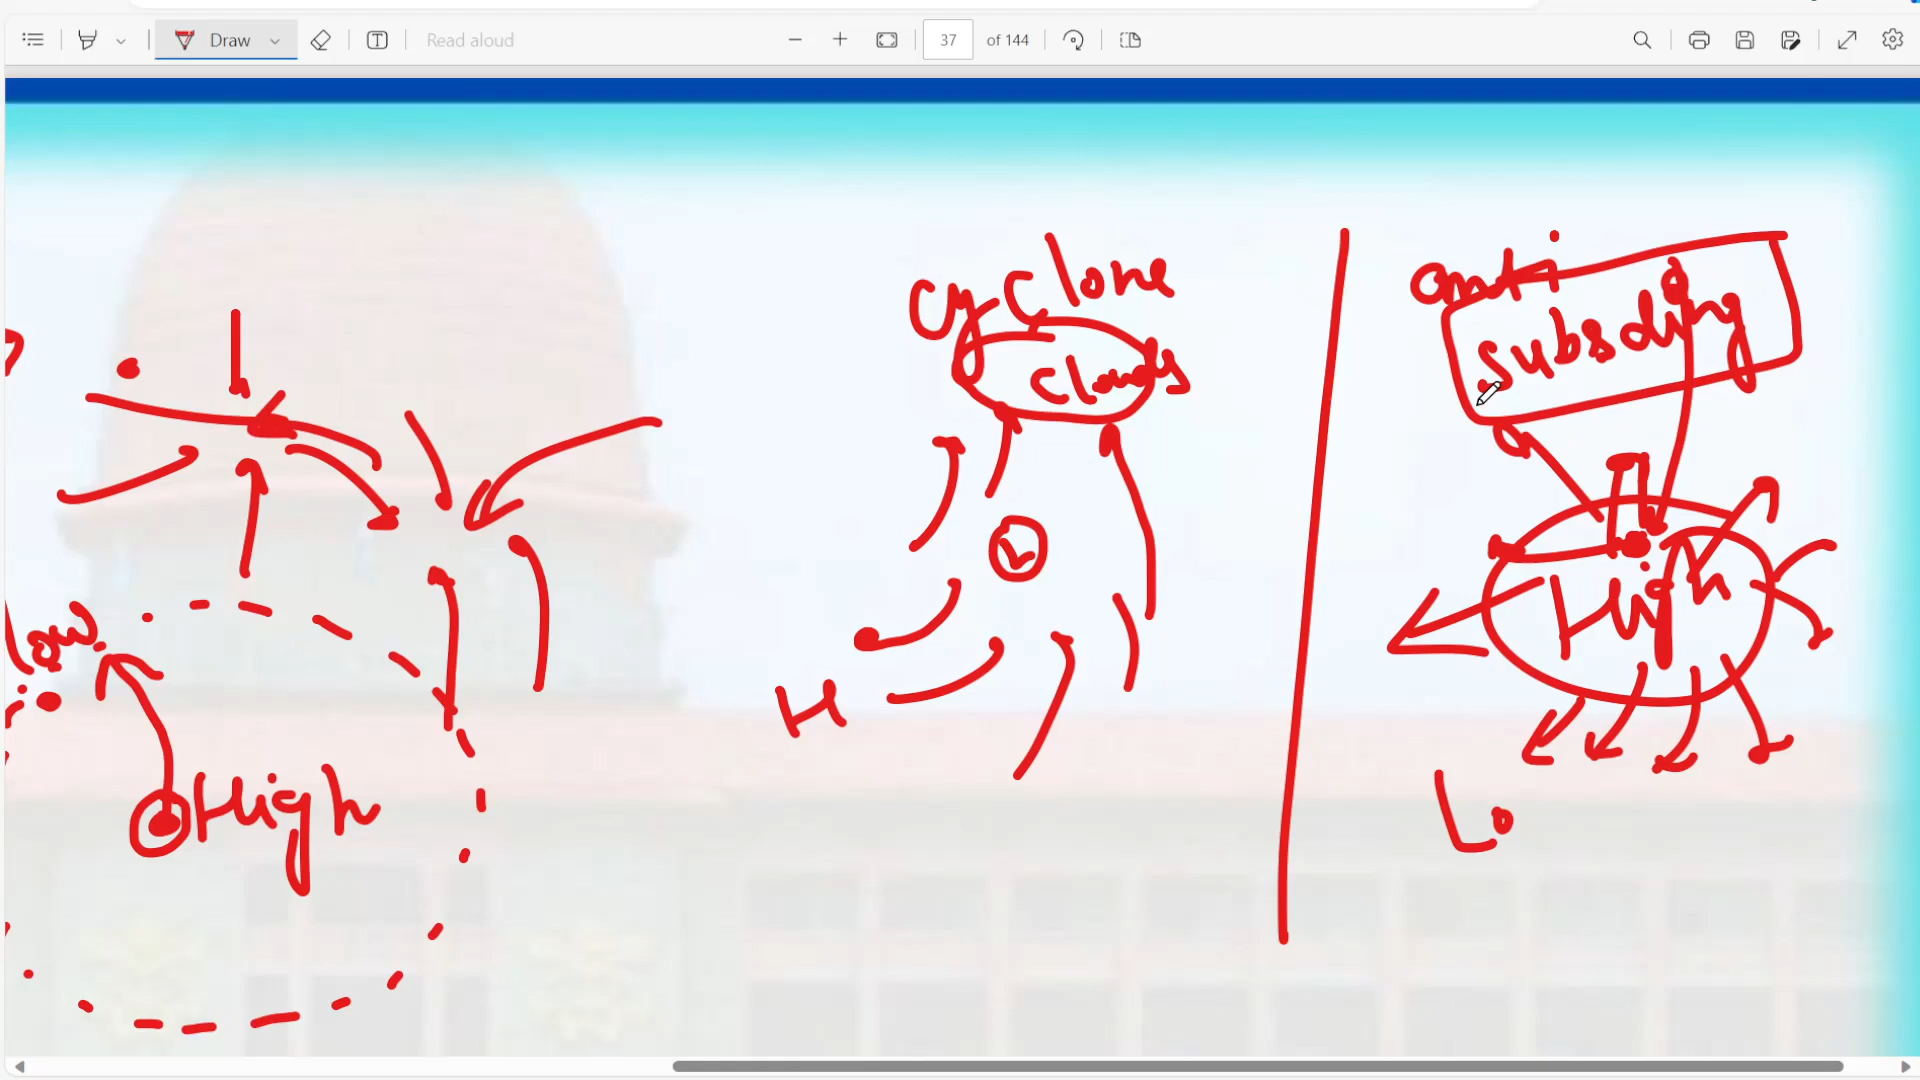 Draw
Read aloud
37 of 144
Low
High
Cyclone
Clouds
L
H
anti
subsding
High
Lo